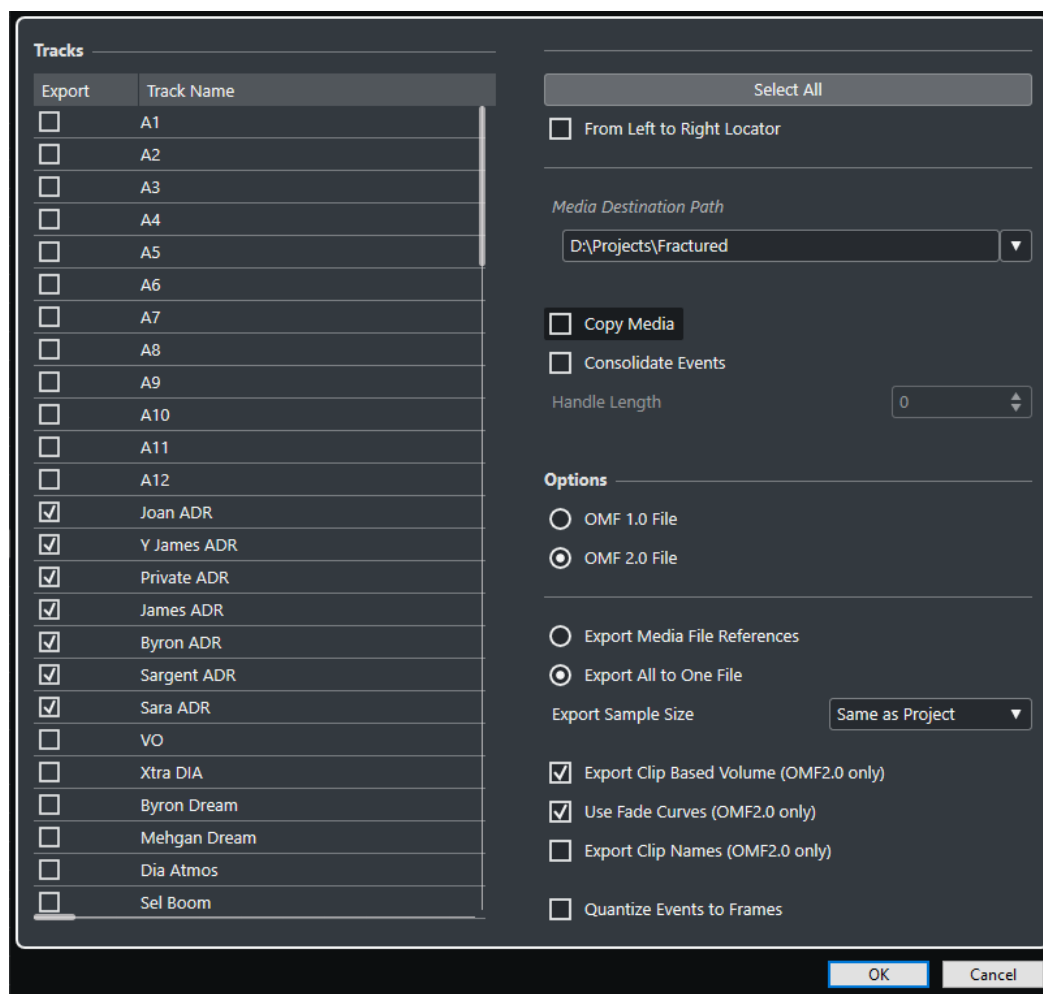 Tracks
Export Track Name
A1
A2
A3
A4
A5
A6
A7
A8
A9
A10
A11
A12
Joan ADR
Y James ADR
Private ADR
James ADR
Byron ADR
Sargent ADR
Sara ADR
VO
Xtra DIA
Byron Dream
Mehgan Dream
Dia Atmos
Sel Boom
Select All
From Left to Right Locator
Media Destination Path
D:\Projects\Fractured
Copy Media
Consolidate Events
Handle Length 0
Options
OMF 1.0 File
OMF 2.0 File
Export Media File References
Export All to One File
Export Sample Size Same as Project
Export Clip Based Volume (OMF2.0 only)
Use Fade Curves (OMF2.0 only)
Export Clip Names (OMF2.0 only)
Quantize Events to Frames
OK Cancel